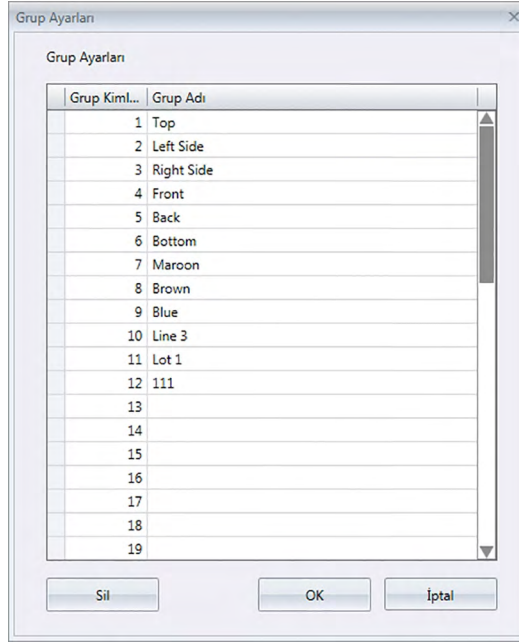 Grup Ayarları
Grup Ayarları
Grup Kiml... Grup Adı
1 Top
2 Left Side
3 Right Side
4 Front
5 Back
6 Bottom
7 Maroon
8 Brown
9 Blue
10 Line 3
11 Lot 1
12 111
13
14
15
16
17
18
19
Sil OK İptal